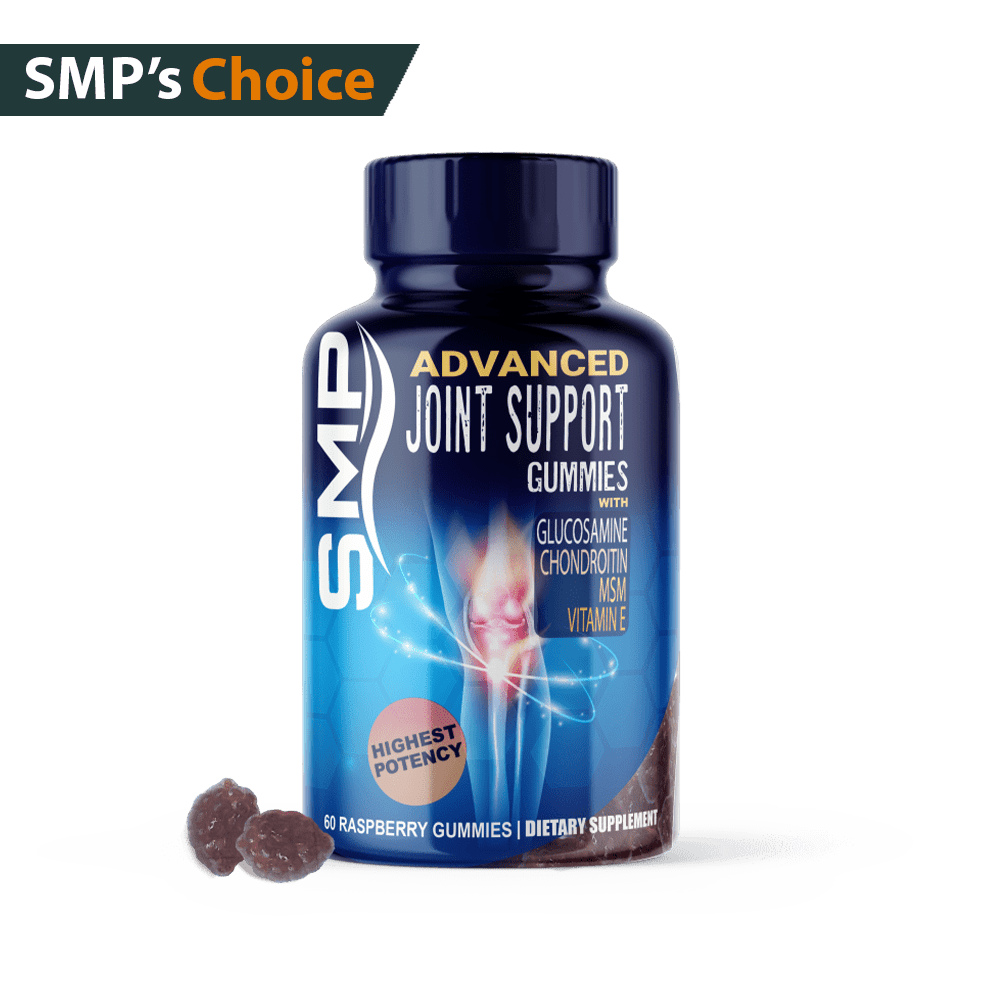 SMP's Choice
SMP
ADVANCED
JOINT SUPPORT
GUMMIES
WITH
GLUCOSAMINE
CHONDROITIN
MSM
VITAMIN E
HIGHEST
POTENCY
60 RASPBERRY GUMMIES | DIETARY SUPPLEMENT